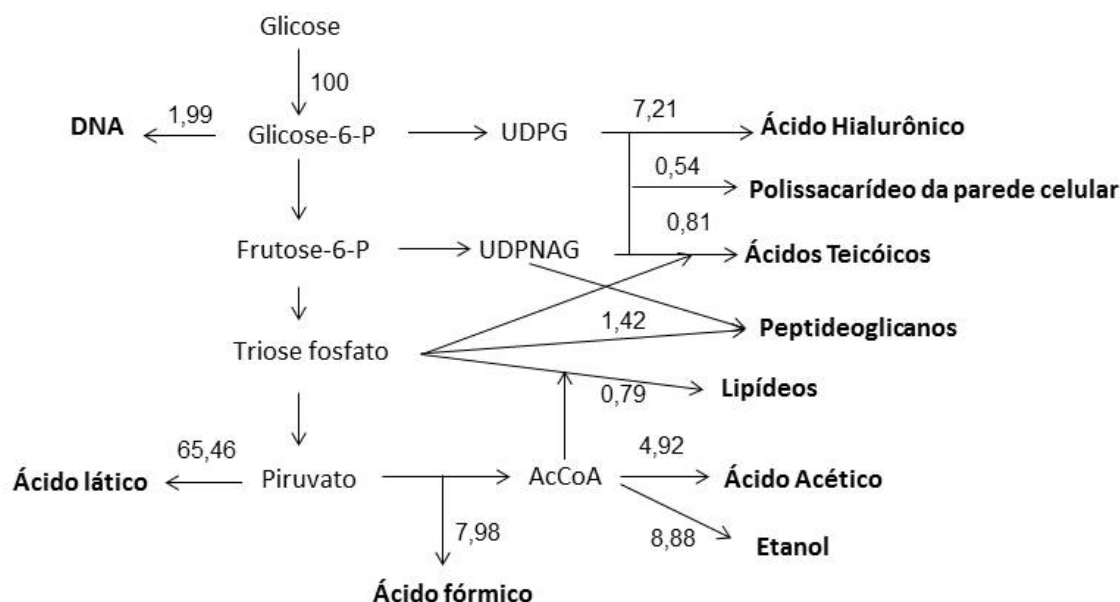 Glicose
100
DNA
1,99
Glicose-6-P
UDPG
7,21
Ácido Hialurônico
0,54
Polissacarídeo da parede celular
0,81
Frutose-6-P
UDPNAG
Ácidos Teicóicos
1,42
Peptideoglicanos
Triose fosfato
0,79
Lipídeos
65,46
Ácido lático
Piruvato
AcCoA
4,92
Ácido Acético
7,98
8,88
Etanol
Ácido fórmico